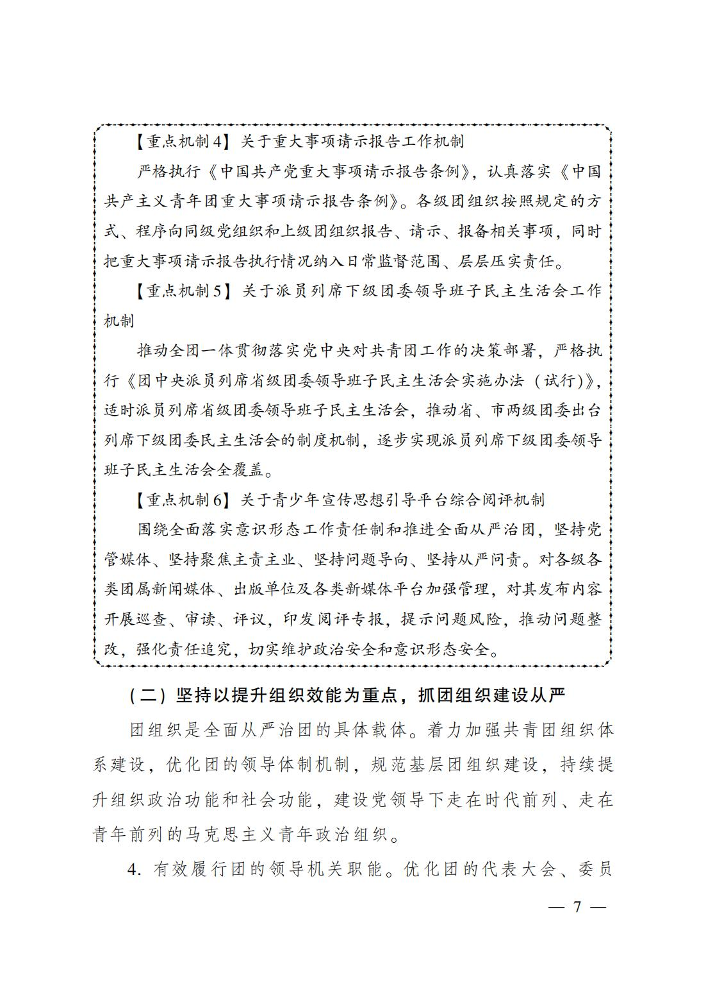 【重点机制4】关于重大事项请示报告工作机制
严格执行《中国共产党重大事项请示报告条例》，认真落实《中国
共产主义青年团重大事项请示报告条例》。各级团组织按照规定的方
式、程序向同级党组织和上级团组织报告、请示、报备相关事项，同时
把重大事项请示报告执行情况纳入日常监督范围、层层压实责任。
【重点机制5】关于派员列席下级团委领导班子民主生活会工作
机制
推动全团一体贯彻落实党中央对共青团工作的决策部署，严格执
行《团中央派员列席省级团委领导班子民主生活会实施办法（试行）》，
适时派员列席省级团委领导班子民主生活会，推动省、市两级团委出台
列席下级团委民主生活会的制度机制，逐步实现派员列席下级团委领导
班子民主生活会全覆盖。
【重点机制6】关于青少年宣传思想引导平台综合阅评机制
围绕全面落实意识形态工作责任制和推进全面从严治团，坚持党
管媒体、坚持聚焦主责主业、坚持问题导向、坚持从严问责。对各级各
类团属新闻媒体、出版单位及各类新媒体平台加强管理，对其发布内容
开展巡查、审读、评议，印发阅评专报，提示问题风险，推动问题整
改，强化责任追究，切实维护政治安全和意识形态安全。
（二）坚持以提升组织效能为重点，抓团组织建设从严
团组织是全面从严治团的具体载体。着力加强共青团组织体
系建设，优化团的领导体制机制，规范基层团组织建设，持续提
升组织政治功能和社会功能，建设党领导下走在时代前列、走在
青年前列的马克思主义青年政治组织。
4. 有效履行团的领导机关职能。优化团的代表大会、委员
— 7 —